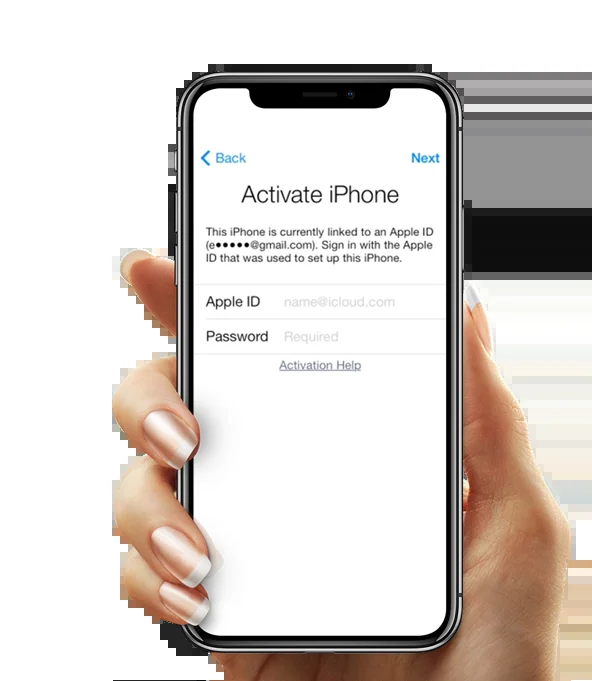 Back Next
Activate iPhone
This iPhone is currently linked to an Apple ID
(e●●●●●@gmail.com). Sign in with the Apple
ID that was used to set up this iPhone.
Apple ID name@icloud.com
Password Required
Activation Help